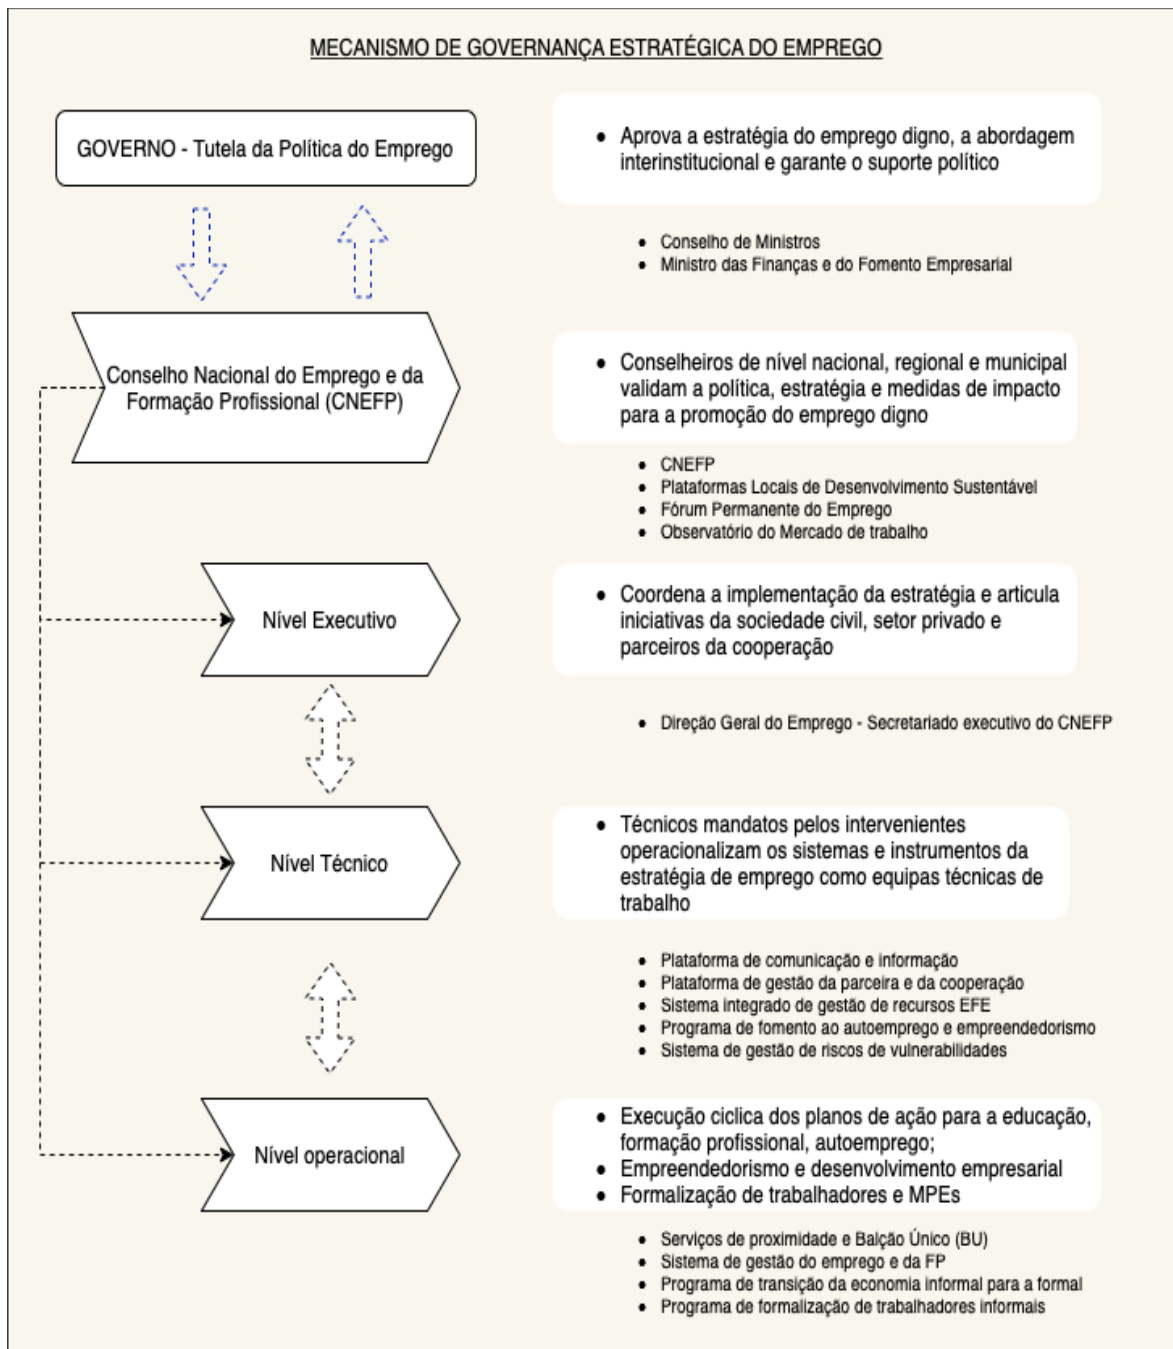 MECANISMO DE GOVERNANÇA ESTRATÉGICA DO EMPREGO
GOVERNO - Tutela da Política do Emprego
• Aprova a estratégia do emprego digno, a abordagem
interinstitucional e garante o suporte político
• Conselho de Ministros
• Ministro das Finanças e do Fomento Empresarial
Conselho Nacional do Emprego e da
Formação Profissional (CNEFP)
• Conselheiros de nível nacional, regional e municipal
validam a política, estratégia e medidas de impacto
para a promoção do emprego digno
• CNEFP
• Plataformas Locais de Desenvolvimento Sustentável
• Fórum Permanente do Emprego
• Observatório do Mercado de trabalho
Nível Executivo
• Coordena a implementação da estratégia e articula
iniciativas da sociedade civil, setor privado e
parceiros da cooperação
• Direção Geral do Emprego - Secretariado executivo do CNEFP
Nível Técnico
• Técnicos mandatos pelos intervenientes
operacionalizam os sistemas e instrumentos da
estratégia de emprego como equipas técnicas de
trabalho
• Plataforma de comunicação e informação
• Plataforma de gestão da parceira e da cooperação
• Sistema integrado de gestão de recursos EFE
• Programa de fomento ao autoemprego e empreendedorismo
• Sistema de gestão de riscos de vulnerabilidades
Nível operacional
• Execução ciclica dos planos de ação para a educação,
formação profissional, autoemprego;
• Empreendedorismo e desenvolvimento empresarial
• Formalização de trabalhadores e MPEs
• Serviços de proximidade e Balção Único (BU)
• Sistema de gestão do emprego e da FP
• Programa de transição da economia informal para a formal
• Programa de formalização de trabalhadores informais